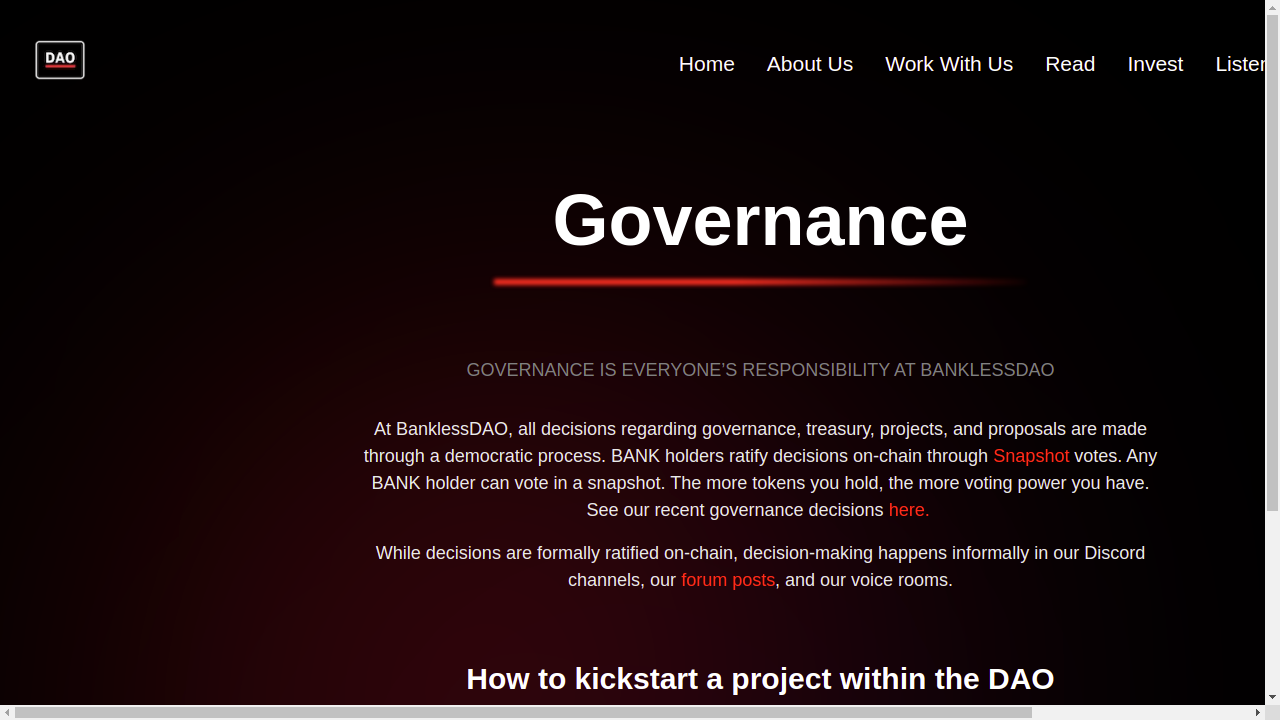 DAO
Home About Us Work With Us Read Invest Listen
Governance
GOVERNANCE IS EVERYONE'S RESPONSIBILITY AT BANKLESSDAO
At BanklessDAO, all decisions regarding governance, treasury, projects, and proposals are made
through a democratic process. BANK holders ratify decisions on-chain through Snapshot votes. Any
BANK holder can vote in a snapshot. The more tokens you hold, the more voting power you have.
See our recent governance decisions here.
While decisions are formally ratified on-chain, decision-making happens informally in our Discord
channels, our forum posts, and our voice rooms.
How to kickstart a project within the DAO